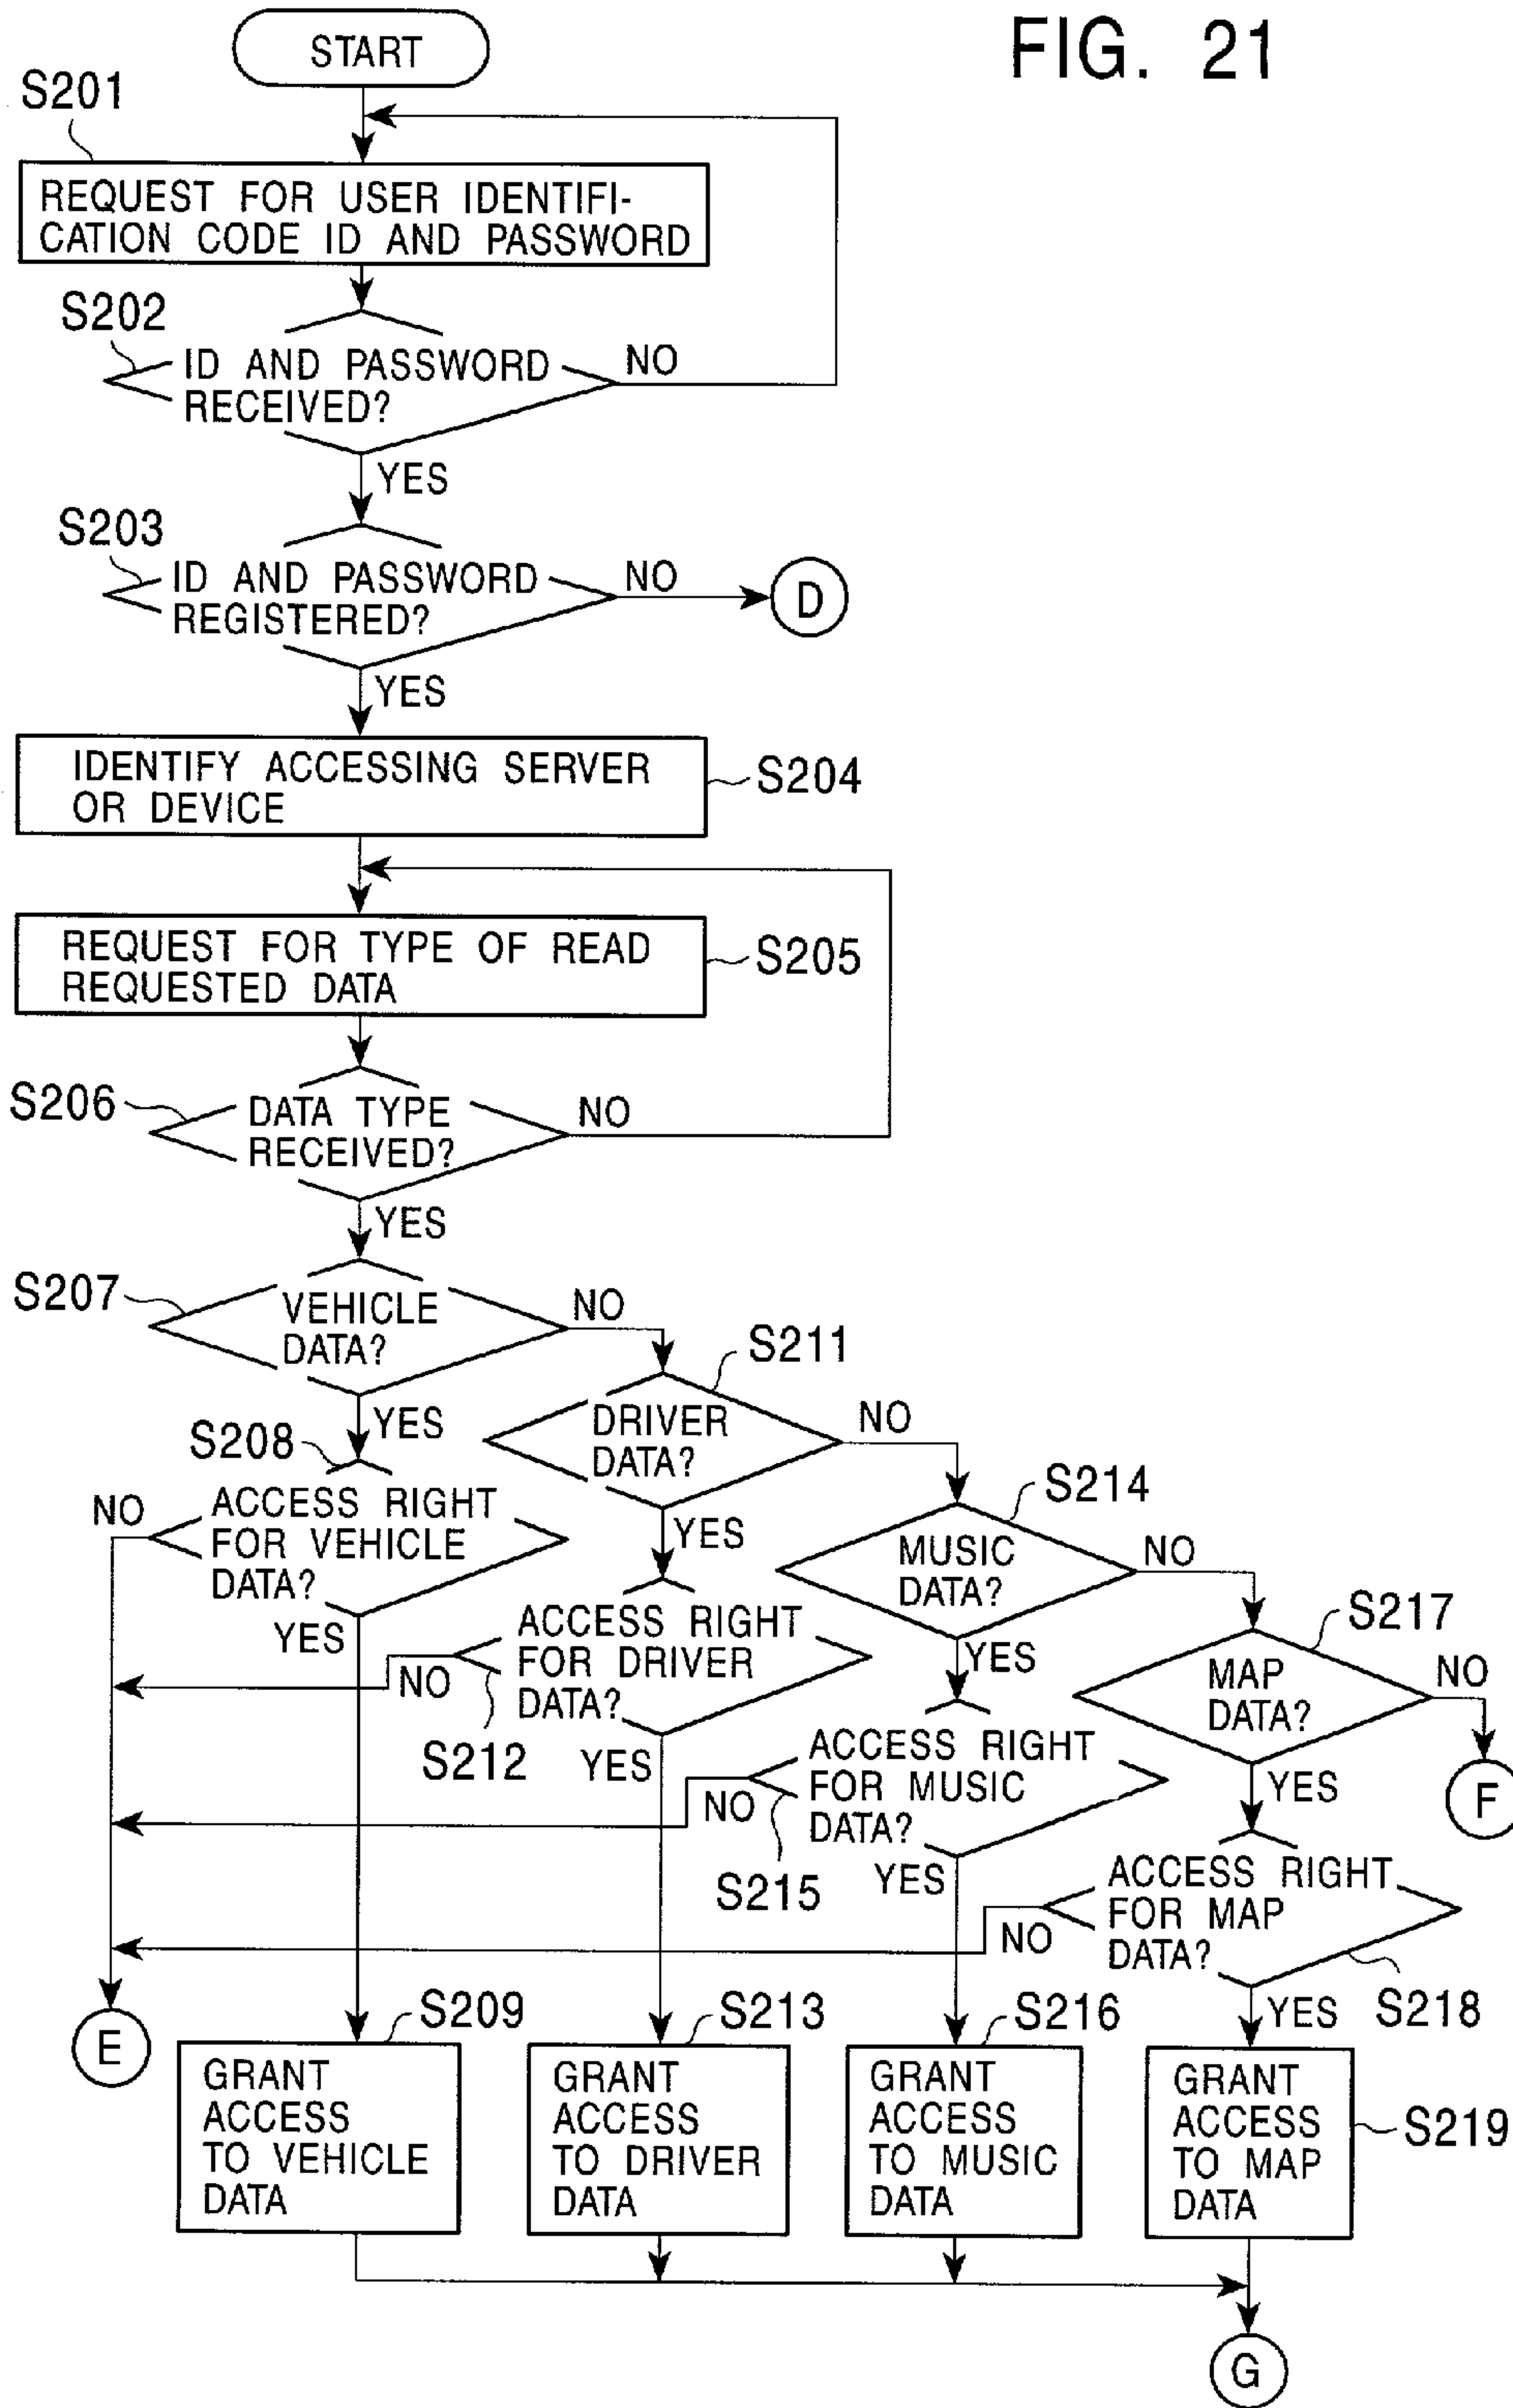 FIG. 21
START
S201
REQUEST FOR USER IDENTIFI-
CATION CODE ID AND PASSWORD
S202
ID AND PASSWORD
RECEIVED?
NO
YES
S203
ID AND PASSWORD
REGISTERED?
NO
D
YES
IDENTIFY ACCESSING SERVER
OR DEVICE
S204
REQUEST FOR TYPE OF READ
REQUESTED DATA
S205
S206
DATA TYPE
RECEIVED?
NO
YES
S207
VEHICLE
DATA?
NO
YES
S211
DRIVER
DATA?
NO
YES
S208
ACCESS RIGHT
FOR VEHICLE
DATA?
NO
YES
S214
MUSIC
DATA?
NO
YES
ACCESS RIGHT
FOR DRIVER
DATA?
NO
S212
YES
S217
MAP
DATA?
NO
F
YES
ACCESS RIGHT
FOR MUSIC
DATA?
NO
S215
YES
ACCESS RIGHT
FOR MAP
DATA?
NO
S218
YES
E
S209
GRANT
ACCESS
TO VEHICLE
DATA
S213
GRANT
ACCESS
TO DRIVER
DATA
S216
GRANT
ACCESS
TO MUSIC
DATA
GRANT
ACCESS
TO MAP
DATA
S219
G